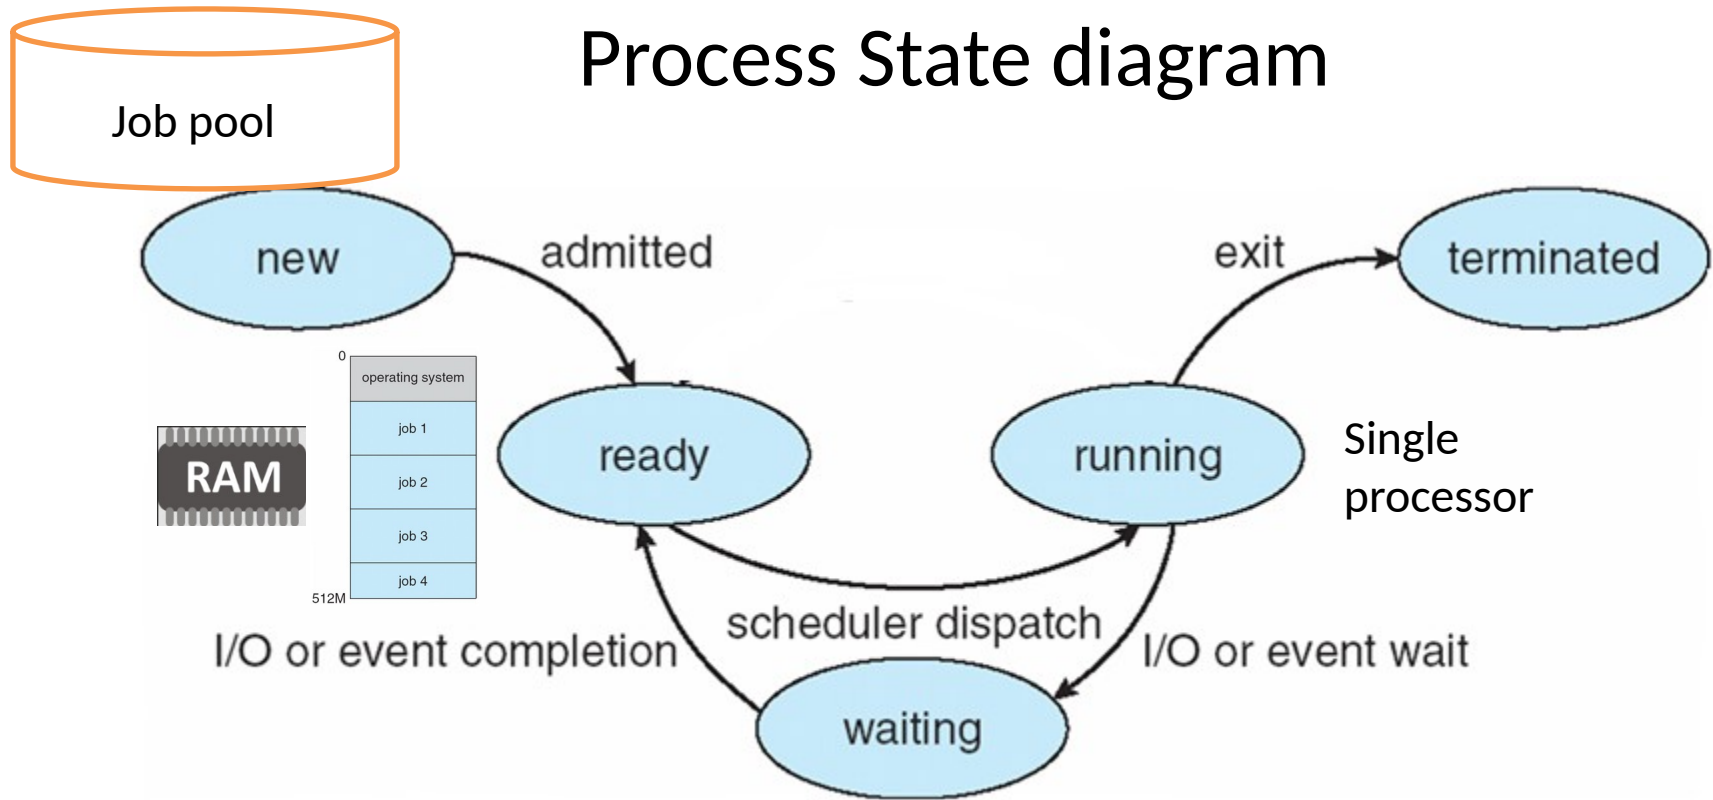 Process State diagram
Job pool
new
admitted
exit
terminated
0
operating system
job 1
job 2
job 3
job 4
512M
RAM
ready
running
Single
processor
scheduler dispatch
I/O or event completion
I/O or event wait
waiting